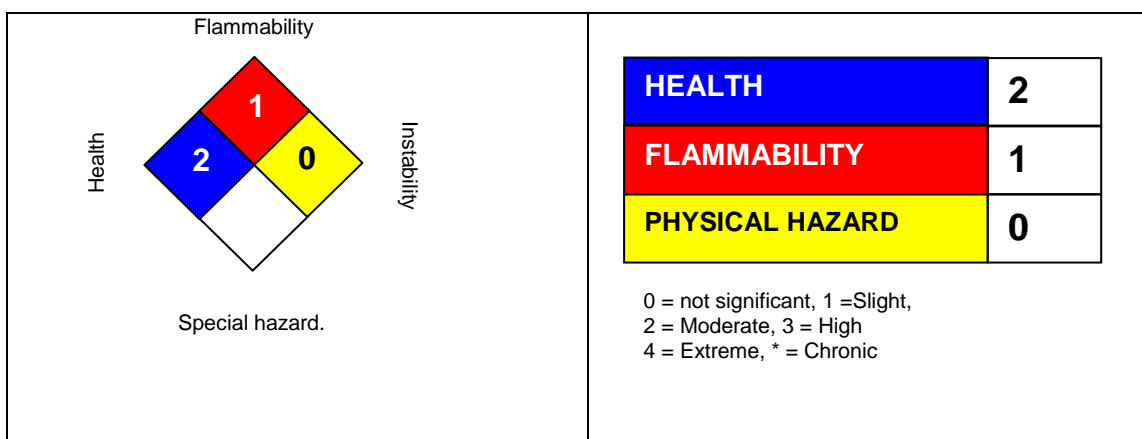 Flammability
1
Health
2
0
Instability
Special hazard.
HEALTH 2
FLAMMABILITY 1
PHYSICAL HAZARD 0
0 = not significant, 1 =Slight,
2 = Moderate, 3 = High
4 = Extreme, * = Chronic